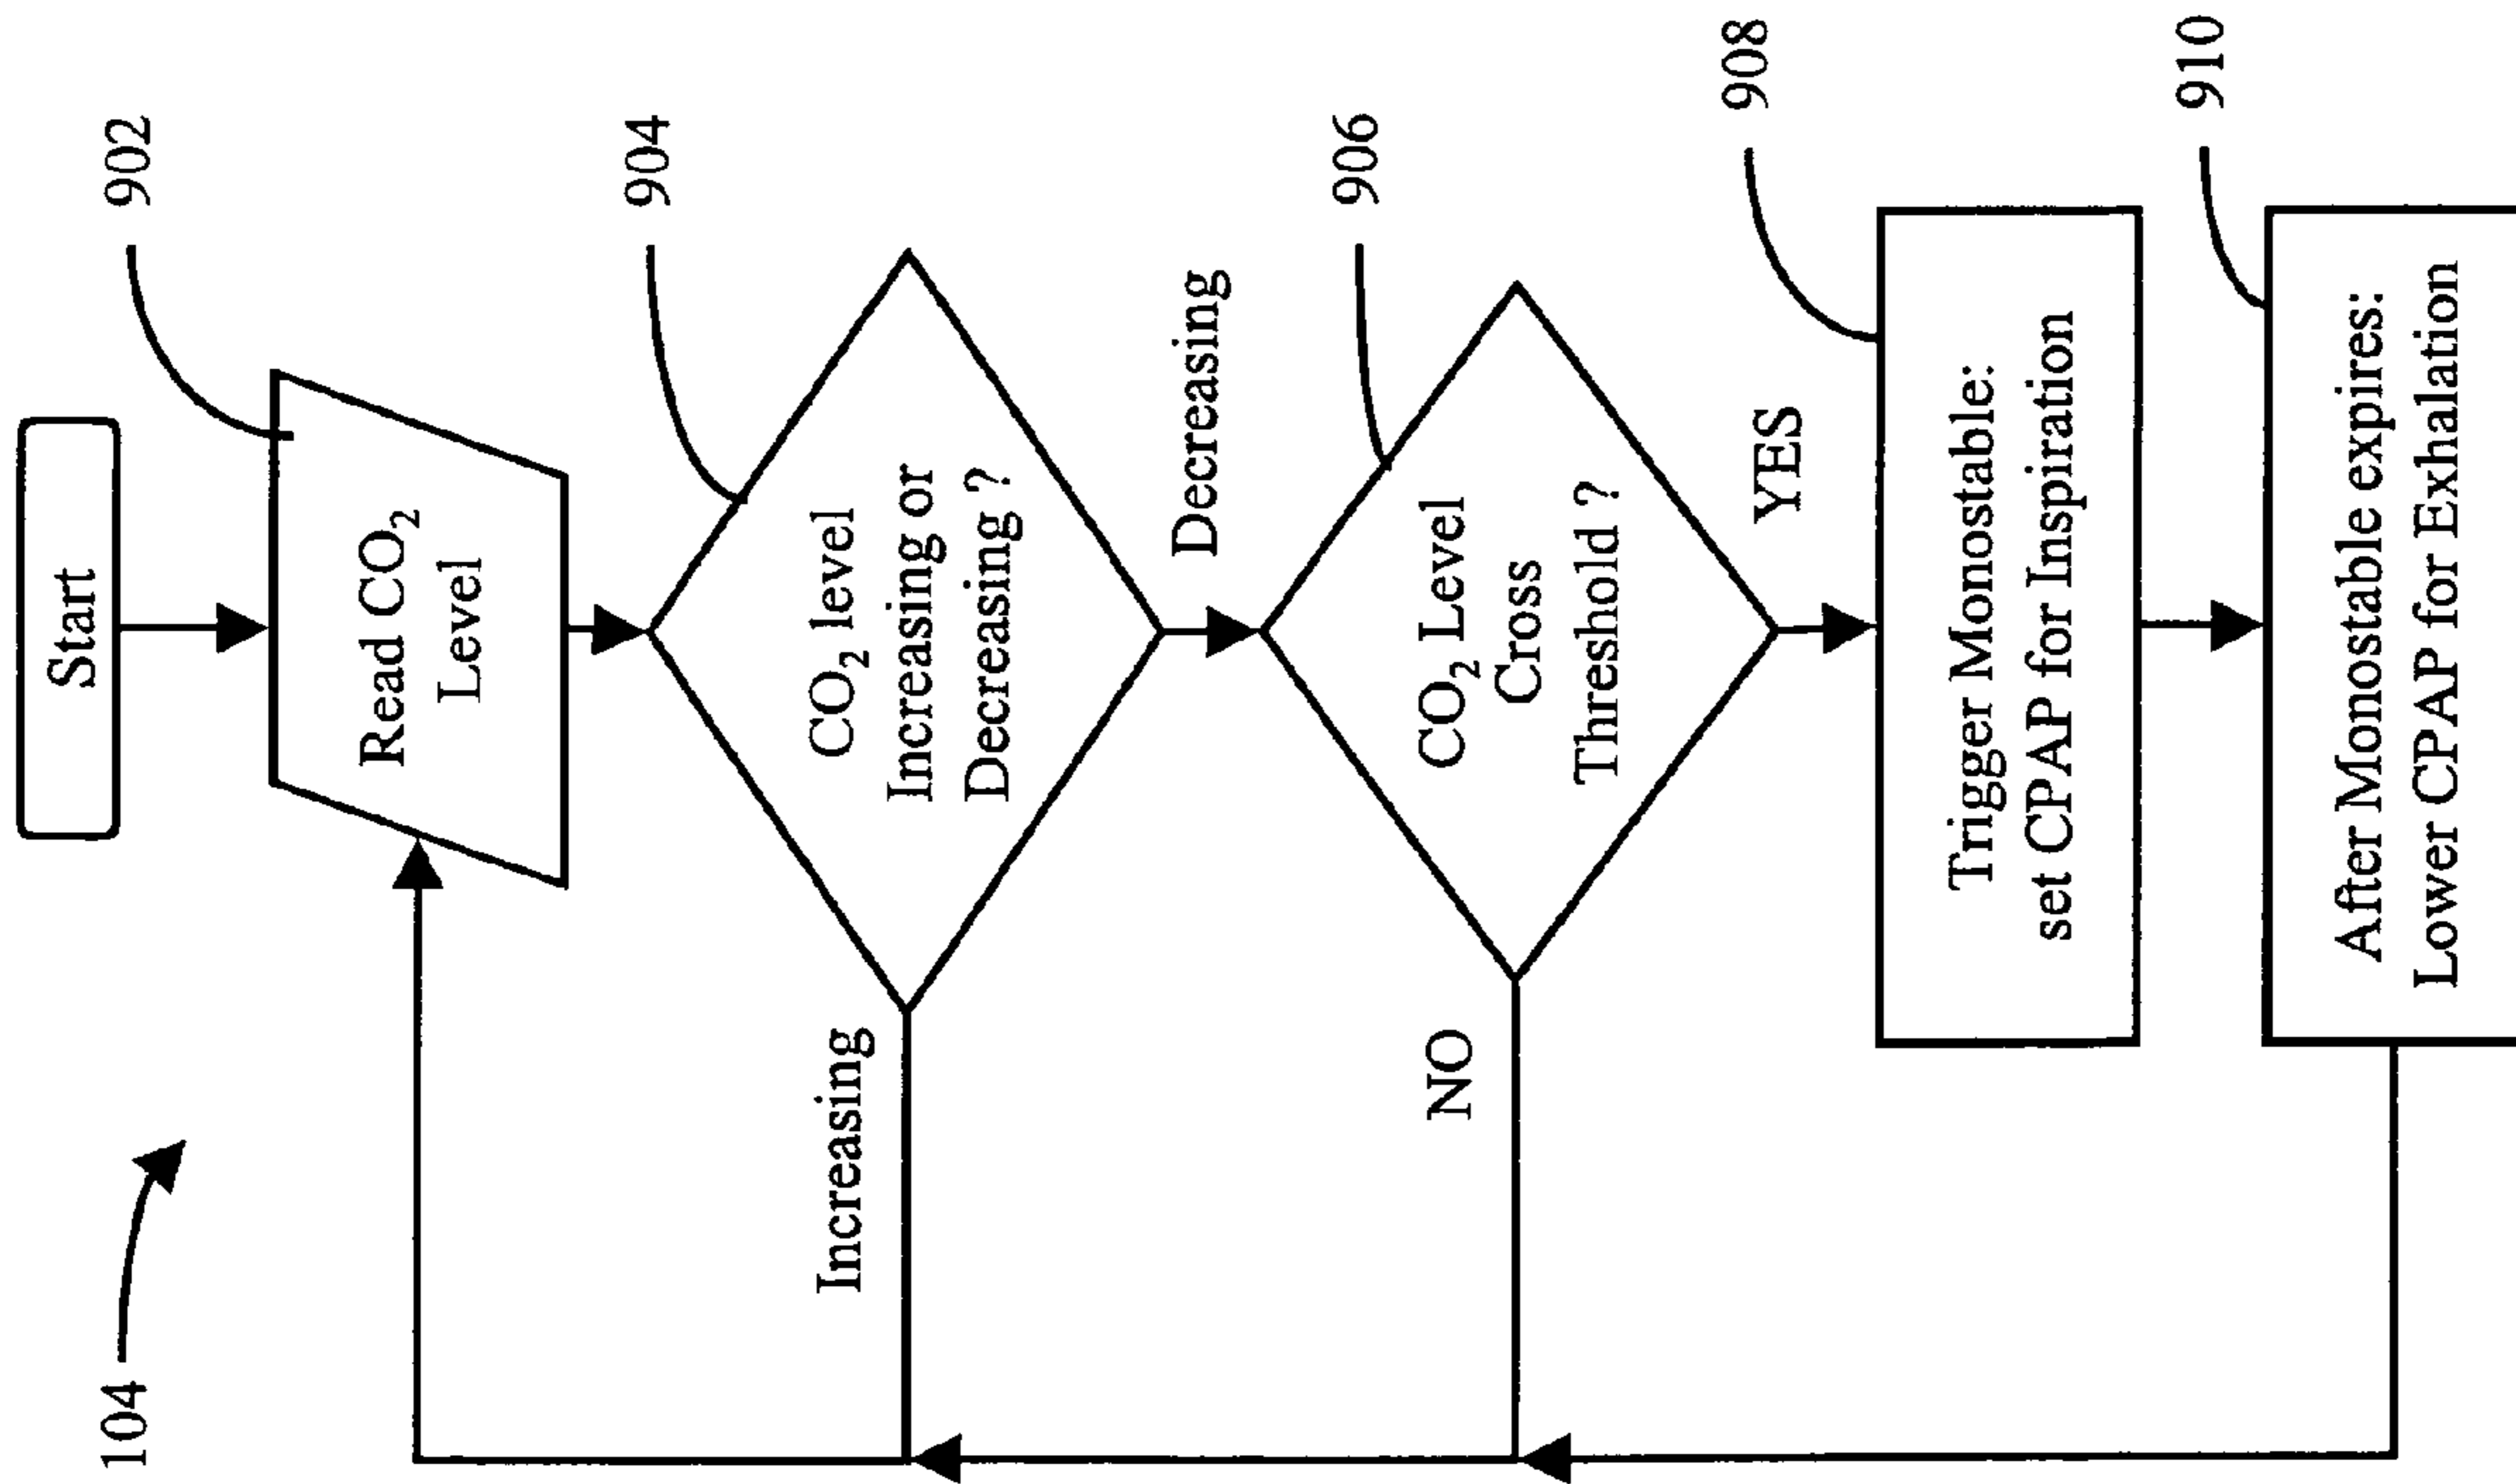 104
Start
902
Read CO₂
Level
904
CO₂ level
Increasing or
Decreasing ?
Increasing
Decreasing
906
CO₂ Level
Cross
Threshold ?
NO
YES
908
Trigger Monostable:
set CPAP for Inspiration
910
After Monostable expires:
Lower CPAP for Exhalation